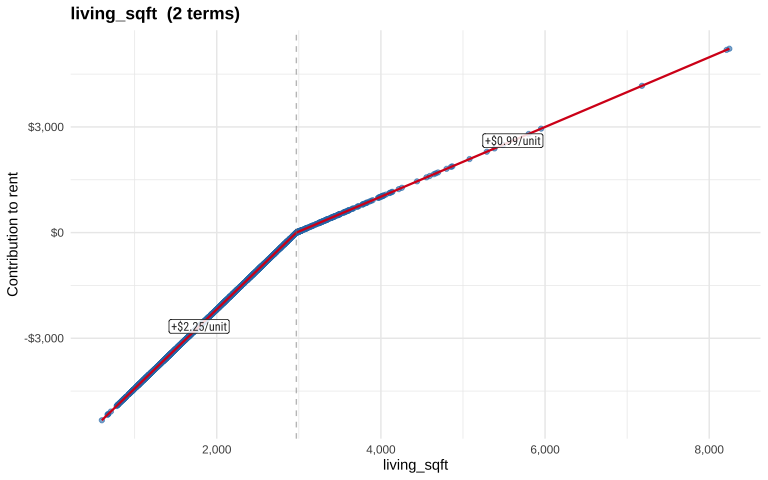 living_sqft  (2 terms)
Contribution to rent
$3,000
$0
-$3,000
+$0.99/unit
+$2.25/unit
2,000
4,000
6,000
8,000
living_sqft